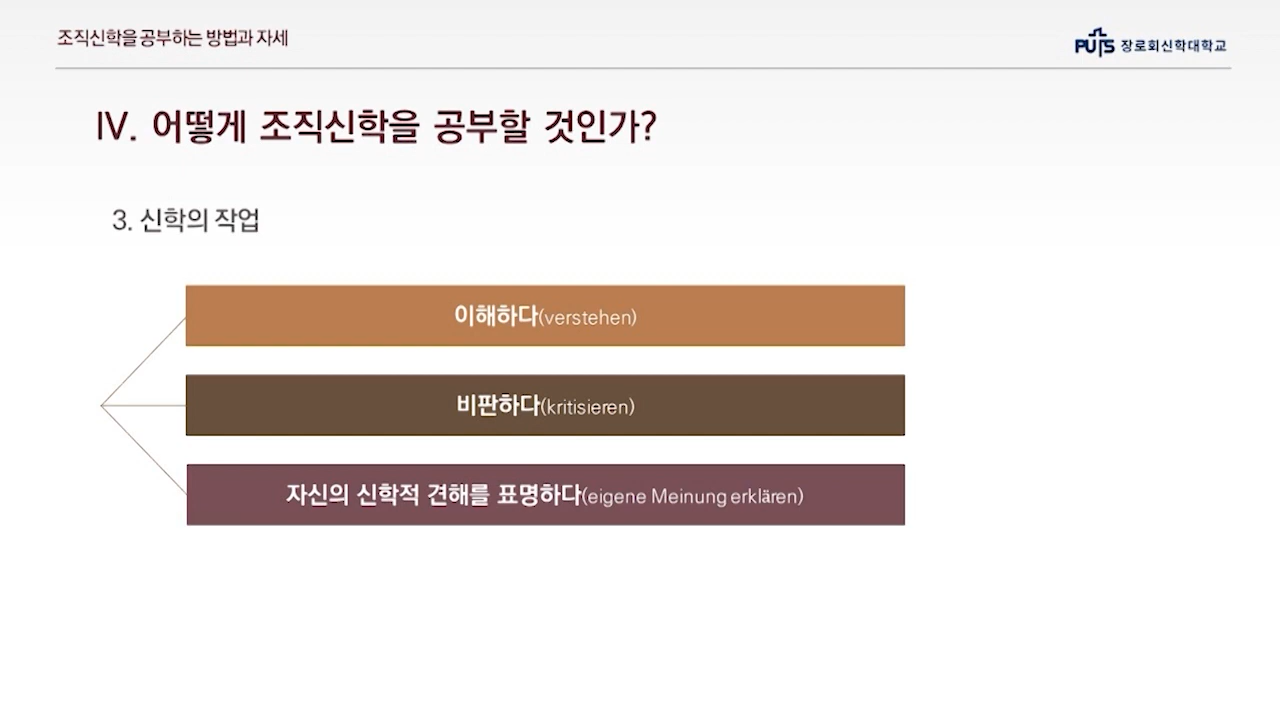 조직신학을 공부하는 방법과 자세
PUTS 장로회신학대학교
IV. 어떻게 조직신학을 공부할 것인가?
3. 신학의 작업
이해하다(verstehen)
비판하다(kritisieren)
자신의 신학적 견해를 표명하다(eigene Meinung erklären)